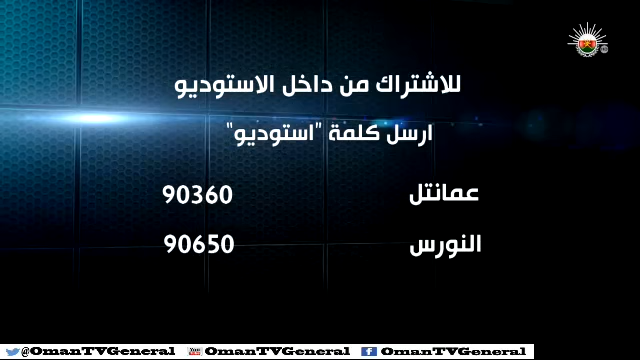 للاشتراك من داخل الاستوديو
ارسل كلمة "استوديو"
عمانتل 90360
النورس 90650
@OmanTVGeneral OmanTVGeneral OmanTVGeneral